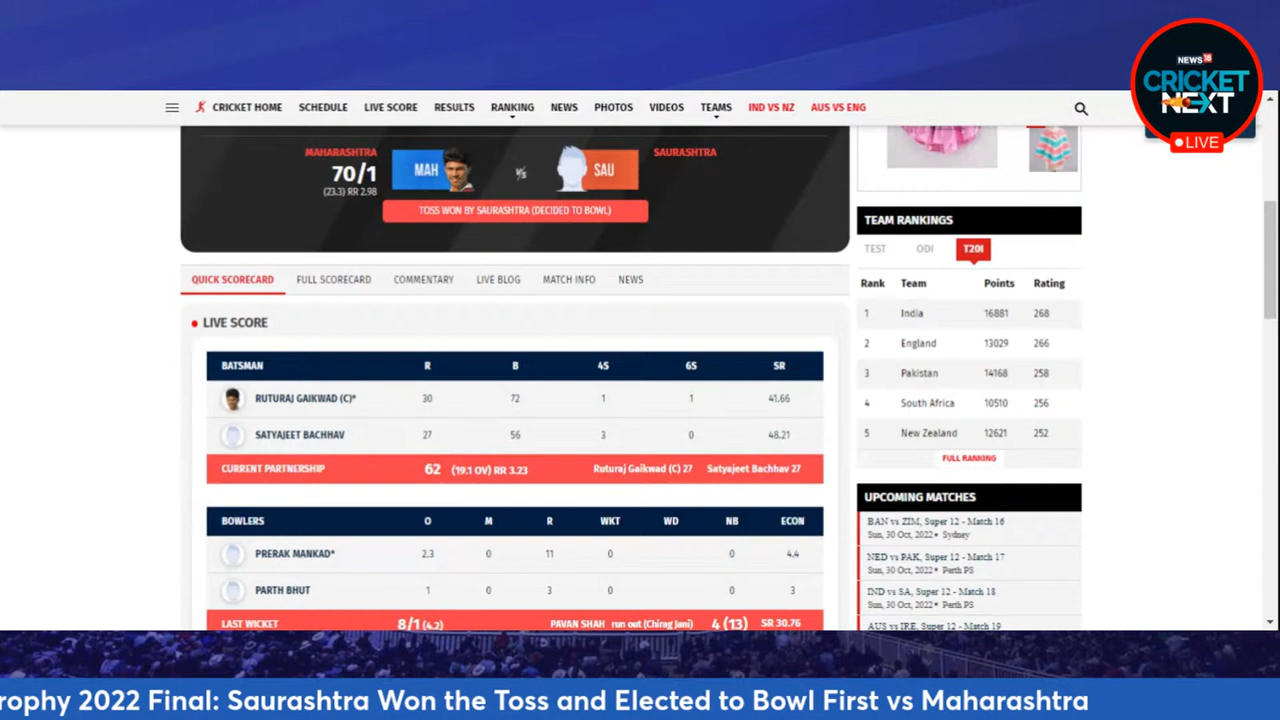 NEWS18
CRICKET
NEXT
LIVE
CRICKET HOME SCHEDULE LIVE SCORE RESULTS RANKING NEWS PHOTOS VIDEOS TEAMS IND VS NZ AUS VS ENG
MAHARASHTRA
70/1
(23.3) RR 2.98
MAH
V/S
SAU
SAURASHTRA
TOSS WON BY SAURASHTRA (DECIDED TO BOWL)
QUICK SCORECARD FULL SCORECARD COMMENTARY LIVE BLOG MATCH INFO NEWS
LIVE SCORE
BATSMAN R B 4S 6S SR
RUTURAJ GAIKWAD (C)* 30 72 1 1 41.66
SATYAJEET BACHHAV 27 56 3 0 48.21
CURRENT PARTNERSHIP 62 (19.1 OV) RR 3.23 Ruturaj Gaikwad (C) 27 Satyajeet Bachhav 27
BOWLERS O M R WKT WD NB ECON
PRERAK MANKAD* 2.3 0 11 0 0 4.4
PARTH BHUT 1 0 3 0 0 3
LAST WICKET 8/1 (4.2) PAVAN SHAH run out (Chirag Jani) 4 (13) SR 30.76
TEAM RANKINGS
TEST ODI T20I
Rank Team Points Rating
1 India 16881 268
2 England 13029 266
3 Pakistan 14168 258
4 South Africa 10510 256
5 New Zealand 12621 252
FULL RANKING
UPCOMING MATCHES
BAN vs ZIM, Super 12 - Match 16
Sun, 30 Oct, 2022• Sydney
NED vs PAK, Super 12 - Match 17
Sun, 30 Oct, 2022• Perth PS
IND vs SA, Super 12 - Match 18
Sun, 30 Oct, 2022• Perth PS
AUS vs IRE, Super 12 - Match 19
rophy 2022 Final: Saurashtra Won the Toss and Elected to Bowl First vs Maharashtra